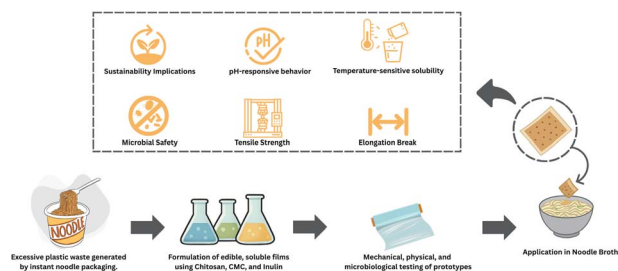 pH
Sustainability Implications
pH-responsive behavior
Temperature-sensitive solubility
Microbial Safety
Tensile Strength
Elongation Break
NOODLE
Excessive plastic waste generated
by instant noodle packaging.
Formulation of edible, soluble films
using Chitosan, CMC, and Inulin
Mechanical, physical, and
microbiological testing of prototypes
Application in Noodle Broth